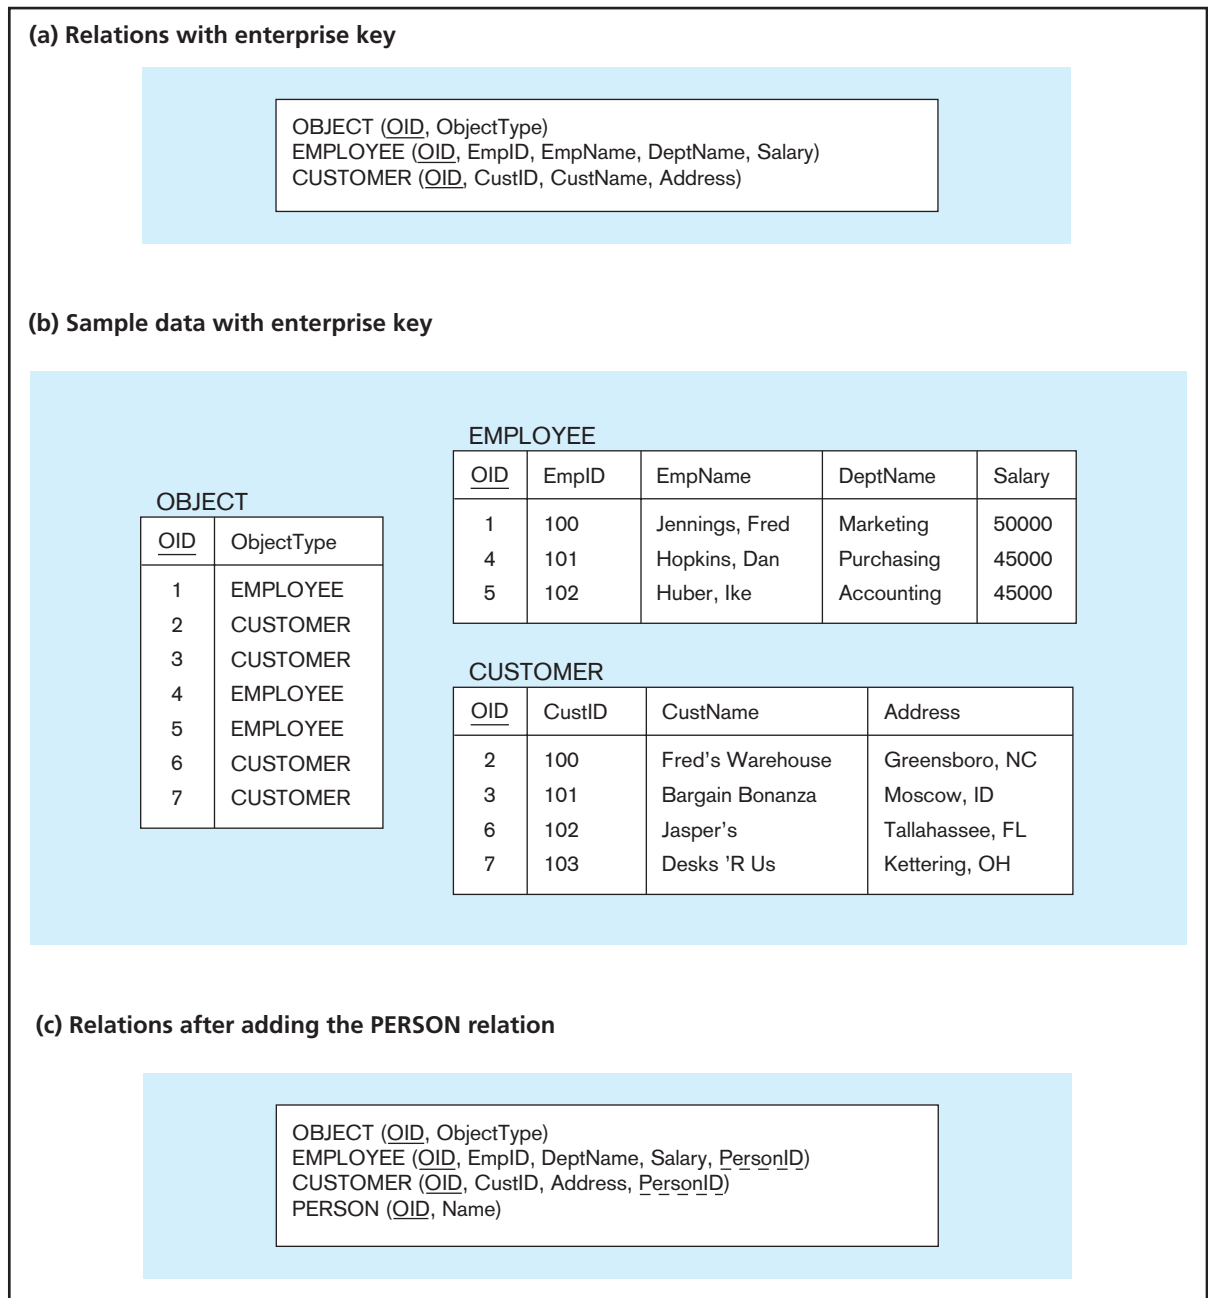 (a) Relations with enterprise key
OBJECT (OID, ObjectType)
EMPLOYEE (OID, EmpID, EmpName, DeptName, Salary)
CUSTOMER (OID, CustID, CustName, Address)
(b) Sample data with enterprise key
OBJECT
OID ObjectType
1 EMPLOYEE
2 CUSTOMER
3 CUSTOMER
4 EMPLOYEE
5 EMPLOYEE
6 CUSTOMER
7 CUSTOMER
EMPLOYEE
OID EmpID EmpName DeptName Salary
1 100 Jennings, Fred Marketing 50000
4 101 Hopkins, Dan Purchasing 45000
5 102 Huber, Ike Accounting 45000
CUSTOMER
OID CustID CustName Address
2 100 Fred's Warehouse Greensboro, NC
3 101 Bargain Bonanza Moscow, ID
6 102 Jasper's Tallahassee, FL
7 103 Desks 'R Us Kettering, OH
(c) Relations after adding the PERSON relation
OBJECT (OID, ObjectType)
EMPLOYEE (OID, EmpID, DeptName, Salary, PersonID)
CUSTOMER (OID, CustID, Address, PersonID)
PERSON (OID, Name)